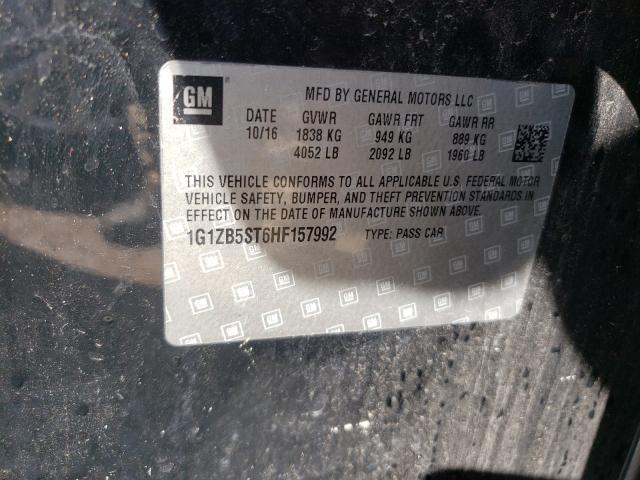 GM
MFD BY GENERAL MOTORS LLC
DATE GVWR GAWR FRT GAWR RR
10/16 1838 KG 949 KG 889 KG
4052 LB 2092 LB 1960 LB
THIS VEHICLE CONFORMS TO ALL APPLICABLE U.S. FEDERAL MOTOR
VEHICLE SAFETY, BUMPER, AND THEFT PREVENTION STANDARDS IN
EFFECT ON THE DATE OF MANUFACTURE SHOWN ABOVE.
1G1ZB5ST6HF157992 TYPE: PASS CAR